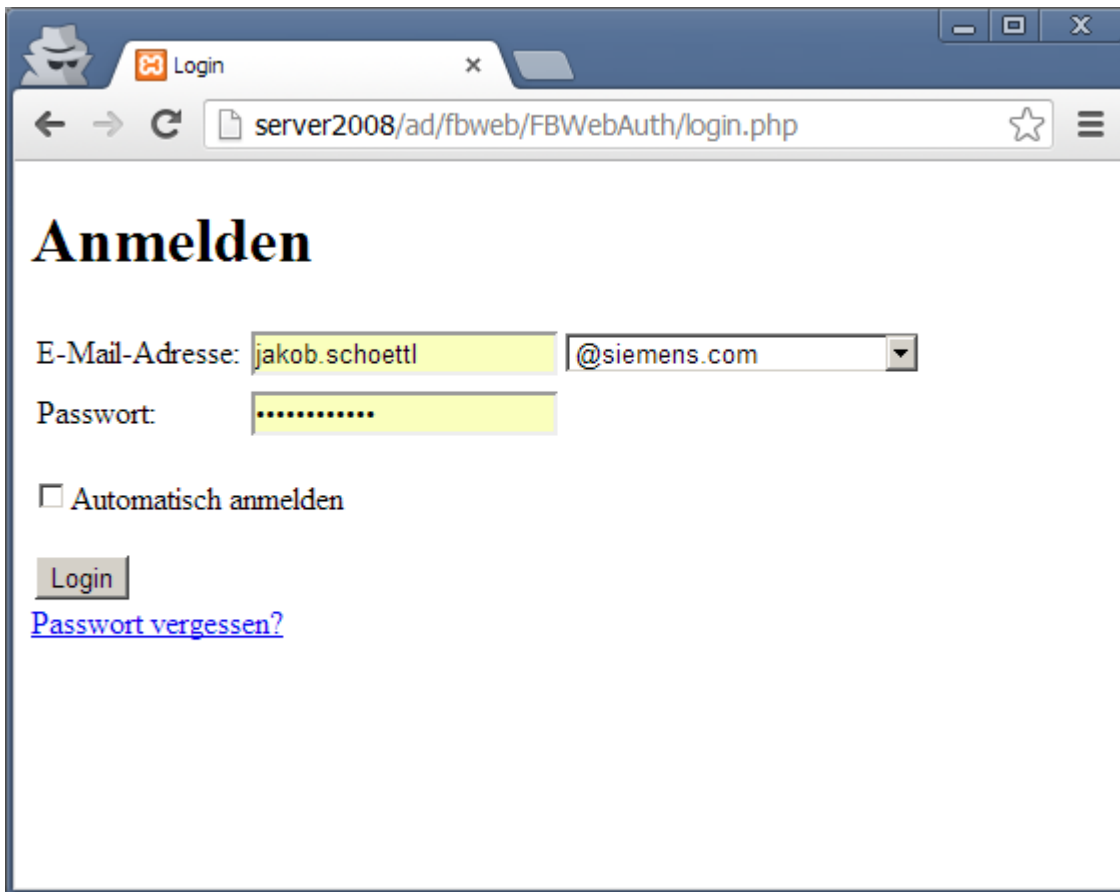 Login
server2008/ad/fbweb/FBWebAuth/login.php
Anmelden
E-Mail-Adresse: jakob.schoettl @siemens.com
Passwort: ••••••••••••
Automatisch anmelden
Login
Passwort vergessen?